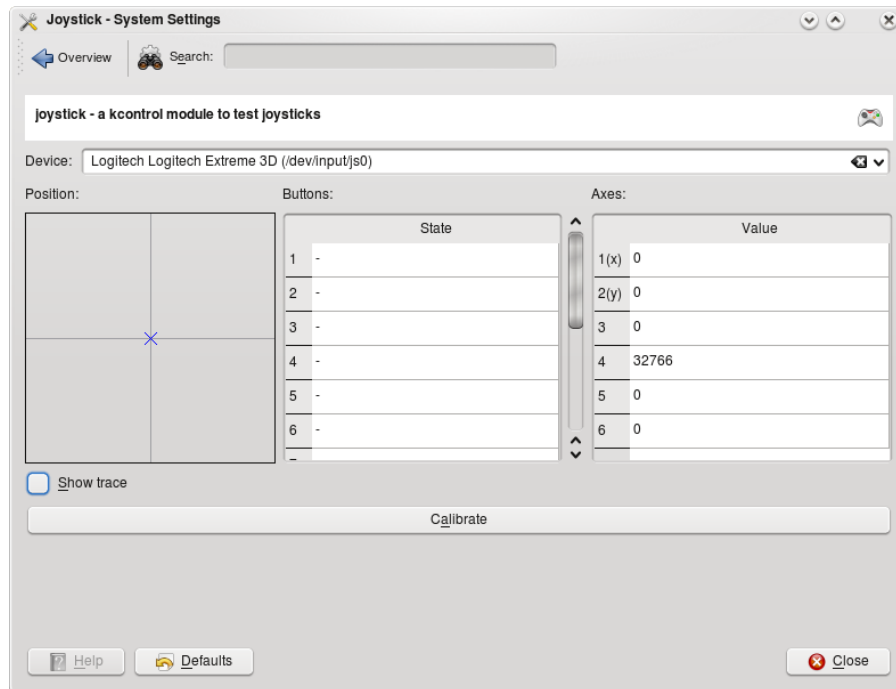 Joystick - System Settings
Overview
Search:
joystick - a kcontrol module to test joysticks
Device: Logitech Logitech Extreme 3D (/dev/input/js0)
Position:
Buttons:
Axes:
State
1 -
2 -
3 -
4 -
5 -
6 -
Value
1(x) 0
2(y) 0
3 0
4 32766
5 0
6 0
Show trace
Calibrate
Help
Defaults
Close